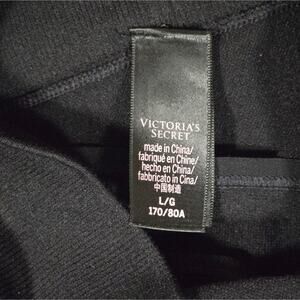 VICTORIA'S
SECRET
made in China/
fabriqué en Chine/
hecho en China/
fabbricato in Cina/
中国制造
L/G
170/80A